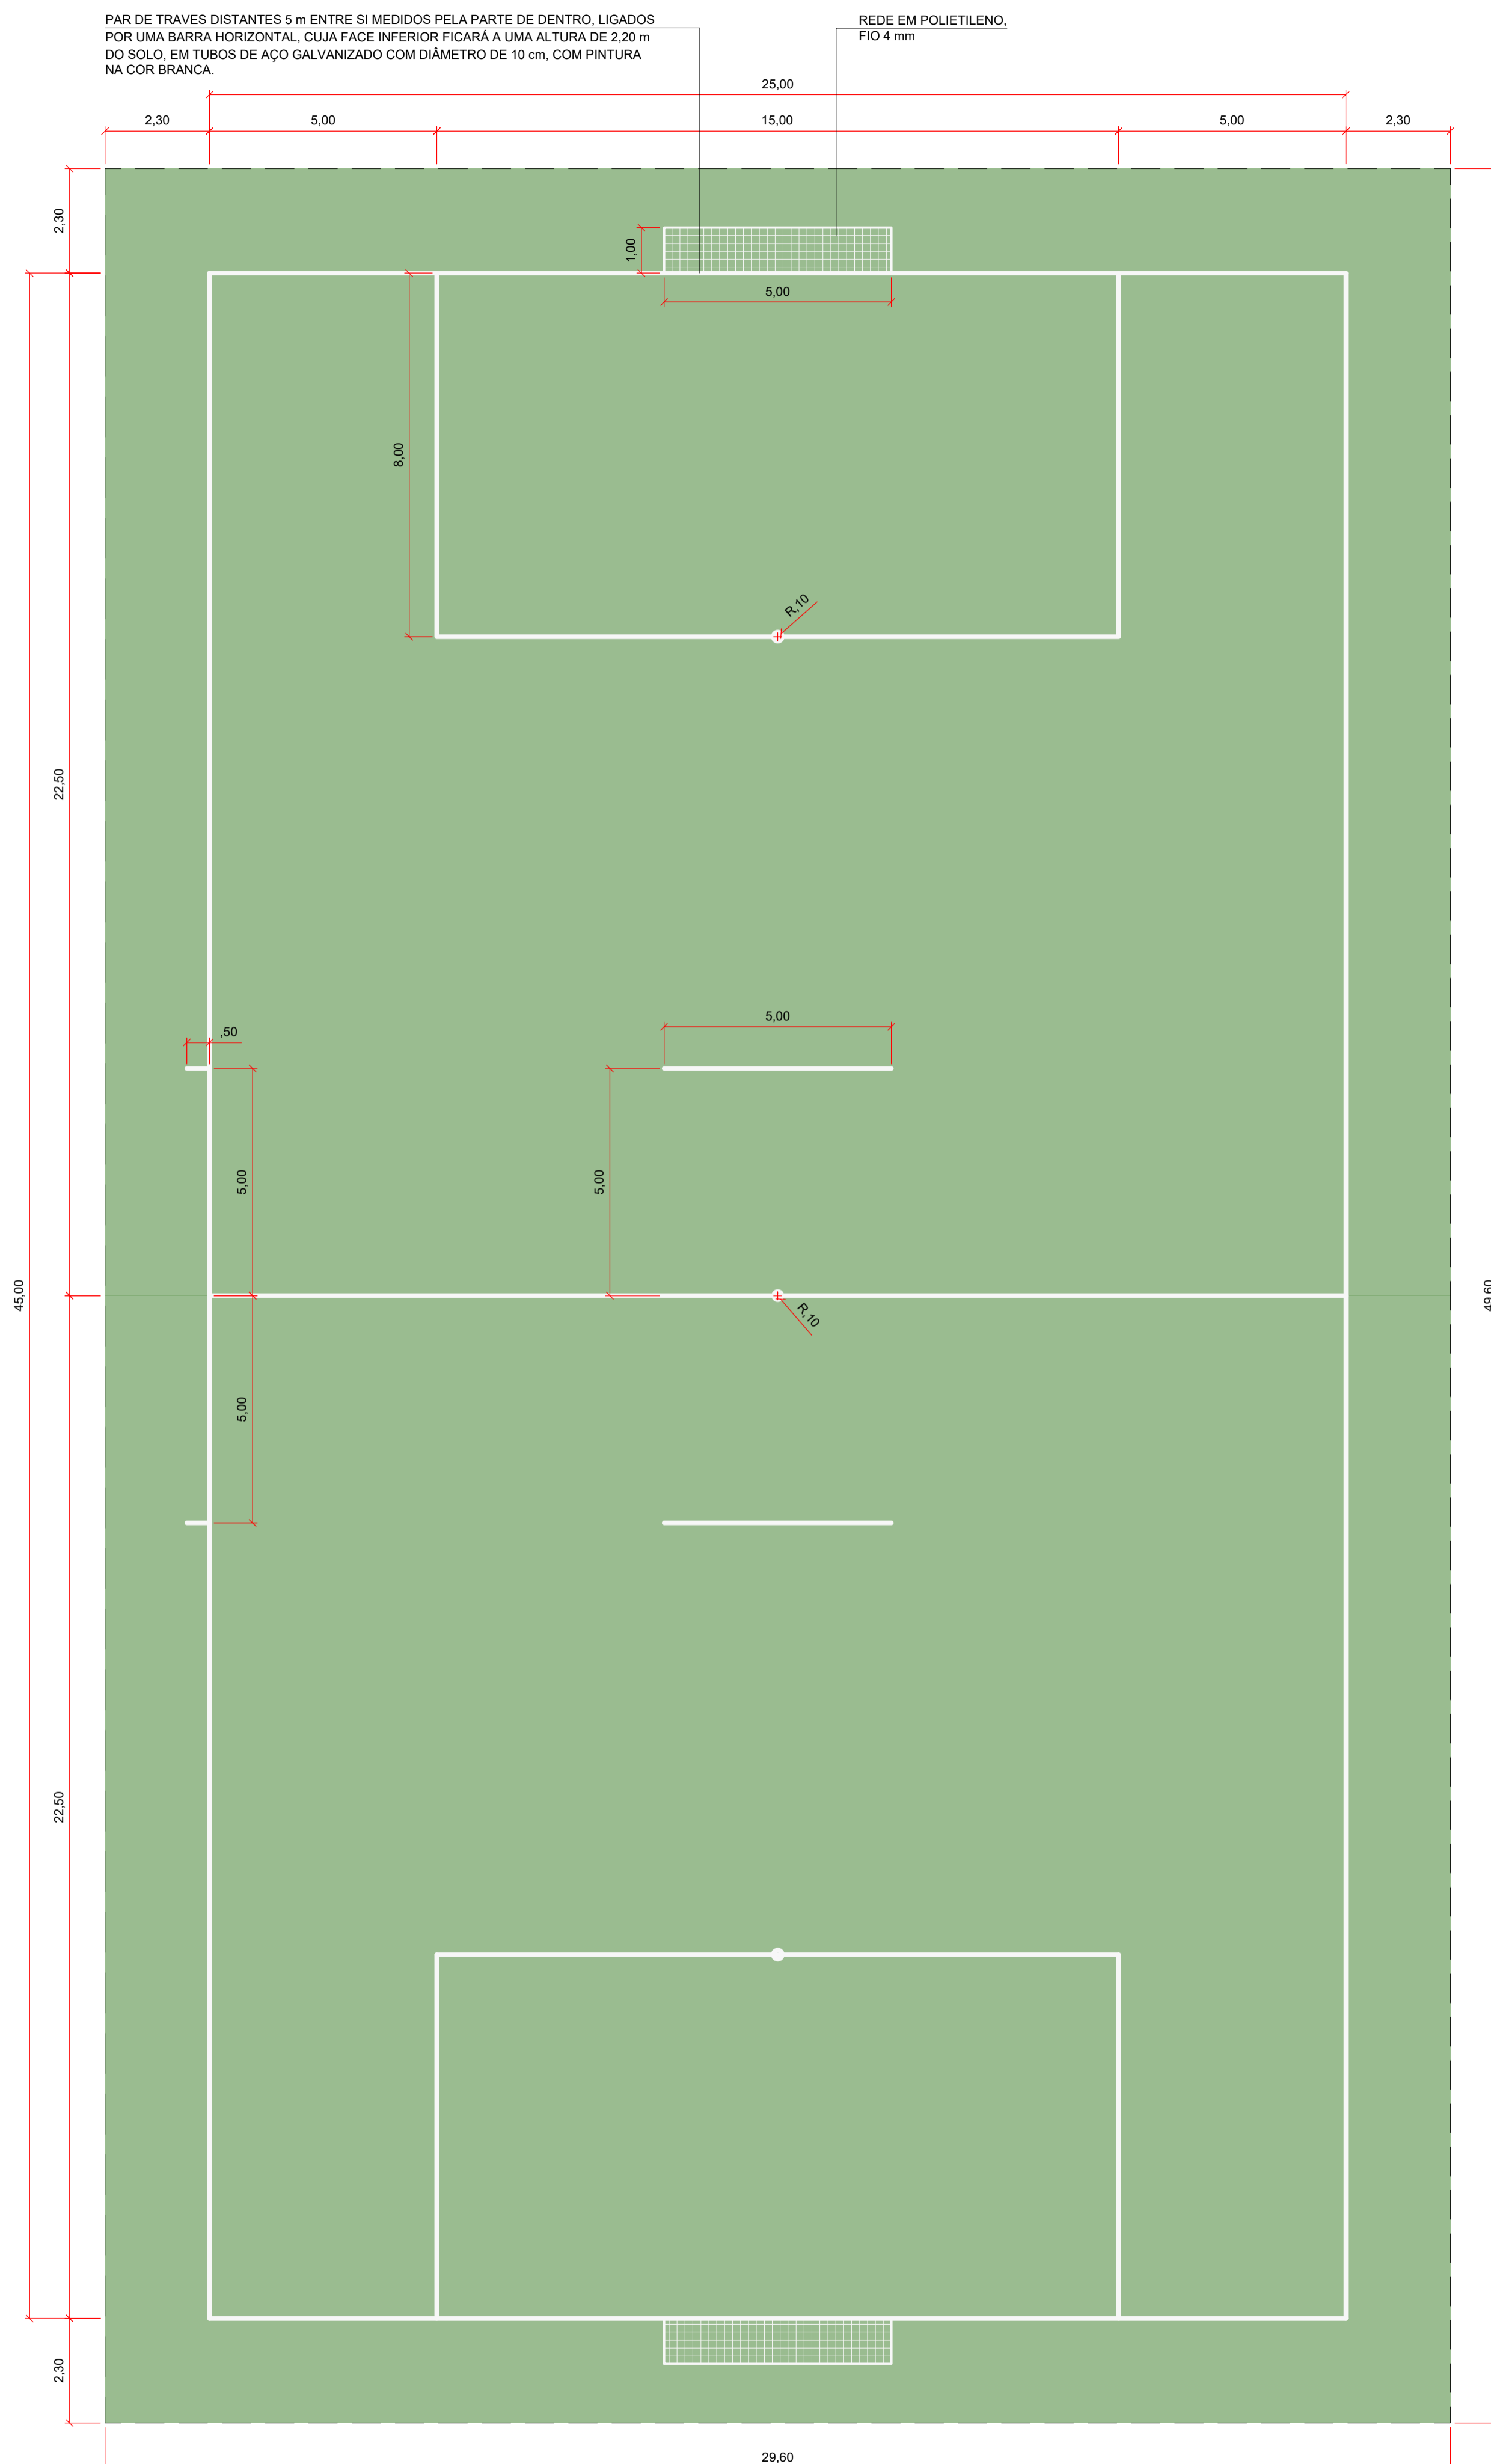 PAR DE TRAVES DISTANTES 5 m ENTRE SI MEDIDOS PELA PARTE DE DENTRO, LIGADOS
POR UMA BARRA HORIZONTAL, CUJA FACE INFERIOR FICARÁ A UMA ALTURA DE 2,20 m
DO SOLO, EM TUBOS DE AÇO GALVANIZADO COM DIÂMETRO DE 10 cm, COM PINTURA
NA COR BRANCA.
REDE EM POLIETILENO,
FIO 4 mm
25,00
2,30
5,00
15,00
5,00
2,30
2,30
1,00
5,00
8,00
R,10
22,50
,50
5,00
5,00
5,00
45,00
49,60
R,10
5,00
22,50
2,30
29,60